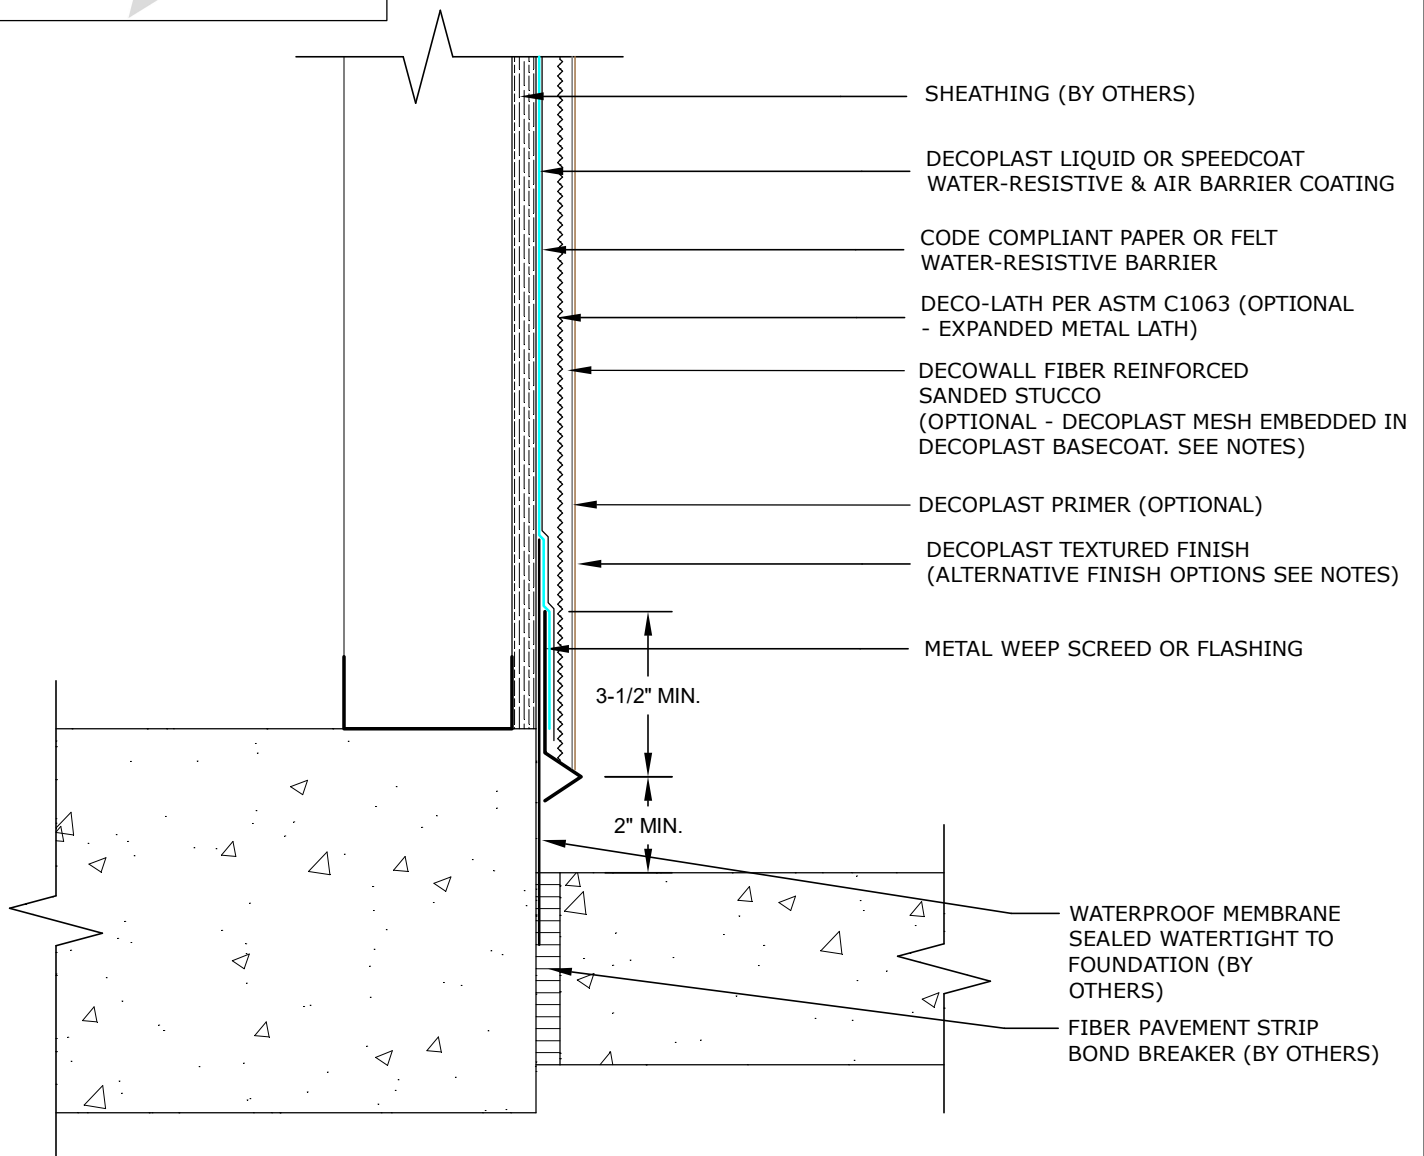 SHEATHING (BY OTHERS)
DECOPLAST LIQUID OR SPEEDCOAT
WATER-RESISTIVE & AIR BARRIER COATING
CODE COMPLIANT PAPER OR FELT
WATER-RESISTIVE BARRIER
DECO-LATH PER ASTM C1063 (OPTIONAL
- EXPANDED METAL LATH)
DECOWALL FIBER REINFORCED
SANDED STUCCO
(OPTIONAL - DECOPLAST MESH EMBEDDED IN
DECOPLAST BASECOAT. SEE NOTES)
DECOPLAST PRIMER (OPTIONAL)
DECOPLAST TEXTURED FINISH
(ALTERNATIVE FINISH OPTIONS SEE NOTES)
METAL WEEP SCREED OR FLASHING
3-1/2" MIN.
2" MIN.
WATERPROOF MEMBRANE
SEALED WATERTIGHT TO
FOUNDATION (BY
OTHERS)
FIBER PAVEMENT STRIP
BOND BREAKER (BY OTHERS)